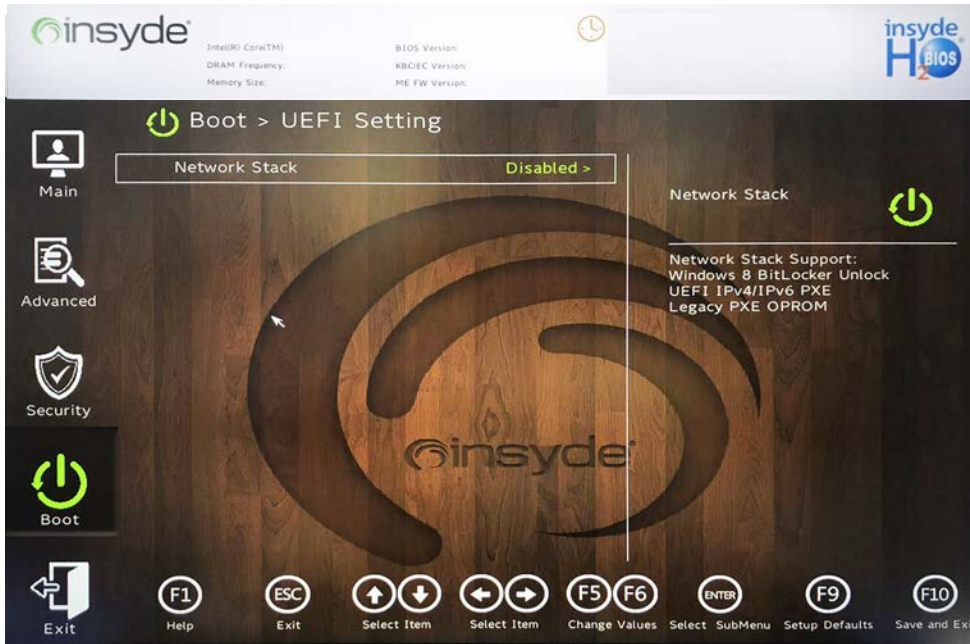 insyde
Intel(R) Core(TM)
DRAM Frequency:
Memory Size:
BIOS Version:
KBC/EC Version:
ME FW Version:
insyde
H2O
BIOS
Boot > UEFI Setting
Network Stack
Disabled >
Network Stack
Network Stack Support:
Windows 8 BitLocker Unlock
UEFI IPv4/IPv6 PXE
Legacy PXE OPROM
Main
Advanced
Security
Boot
Exit
insyde
F1
Help
ESC
Exit
Select Item
Select Item
F5 F6
Change Values
ENTER
Select SubMenu
F9
Setup Defaults
F10
Save and Exi